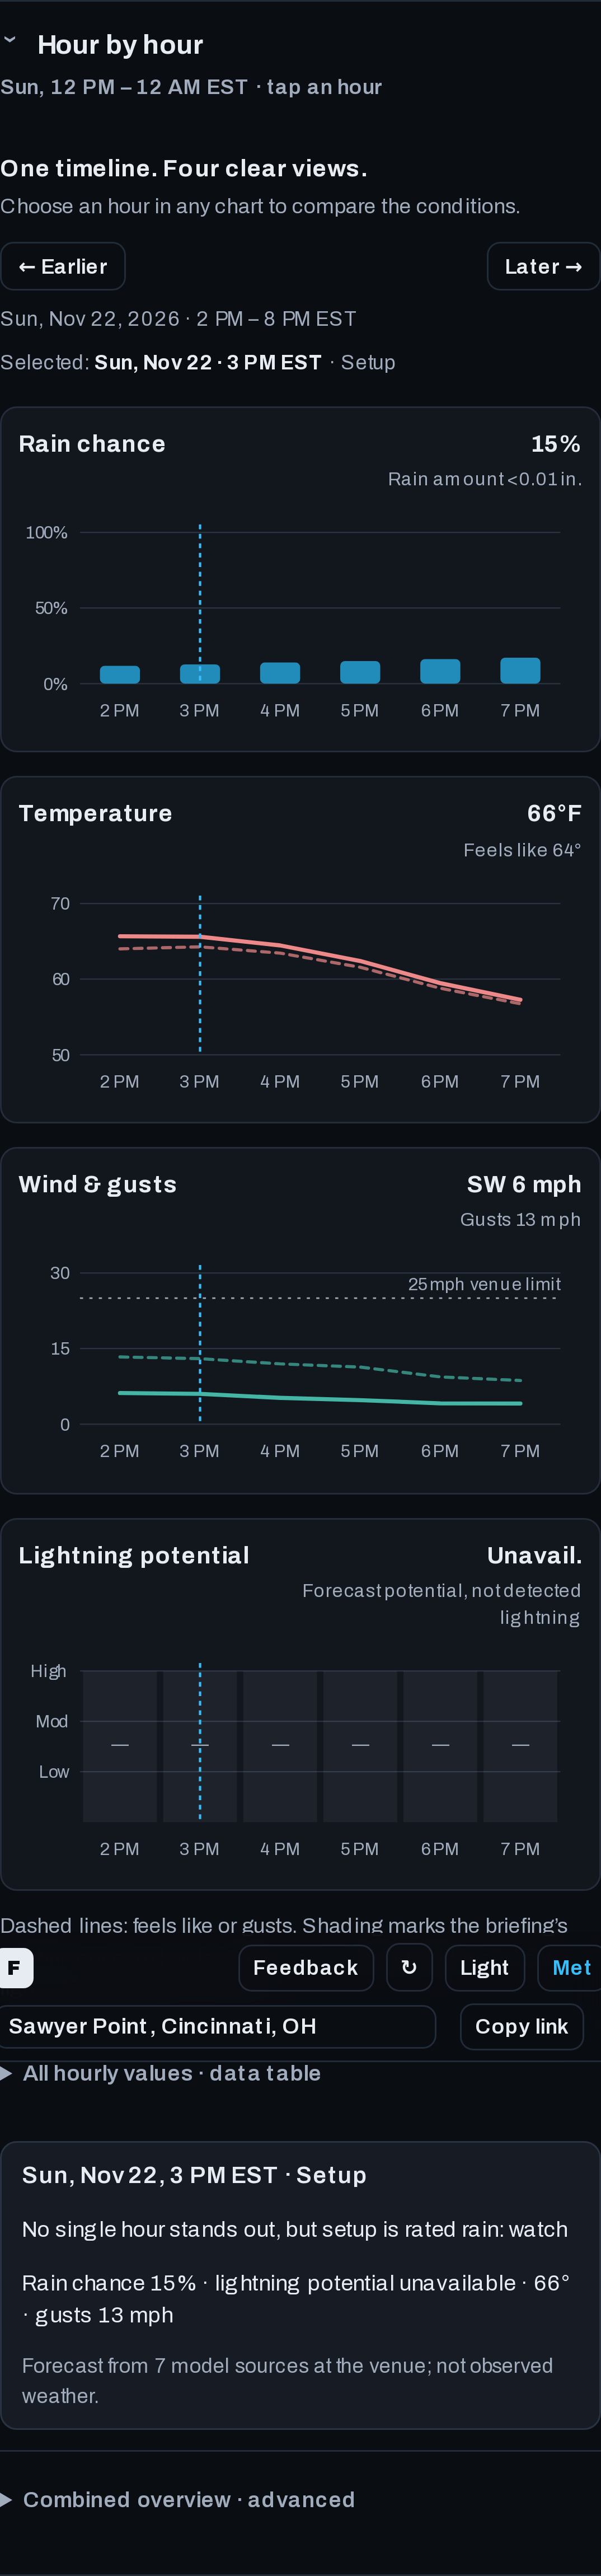 Hour by hour
Sun, 12 PM – 12 AM EST · tap an hour
One timeline. Four clear views.
Choose an hour in any chart to compare the conditions.
← Earlier
Later →
Sun, Nov 22, 2026 · 2 PM – 8 PM EST
Selected: Sun, Nov 22 · 3 PM EST · Setup
Rain chance
15%
Rain amount <0.01 in.
100%
50%
0%
2 PM 3 PM 4 PM 5 PM 6 PM 7 PM
Temperature
66°F
Feels like 64°
70
60
50
2 PM 3 PM 4 PM 5 PM 6 PM 7 PM
Wind & gusts
SW 6 mph
Gusts 13 mph
30
25 mph venue limit
15
0
2 PM 3 PM 4 PM 5 PM 6 PM 7 PM
Lightning potential
Unavail.
Forecast potential, not detected
lightning
High
Mod
— — — — — —
Low
2 PM 3 PM 4 PM 5 PM 6 PM 7 PM
Dashed lines: feels like or gusts. Shading marks the briefing's
F
Feedback
↻
Light
Met
Sawyer Point, Cincinnati, OH
Copy link
▶ All hourly values · data table
Sun, Nov 22, 3 PM EST · Setup
No single hour stands out, but setup is rated rain: watch
Rain chance 15% · lightning potential unavailable · 66°
· gusts 13 mph
Forecast from 7 model sources at the venue; not observed
weather.
▶ Combined overview · advanced